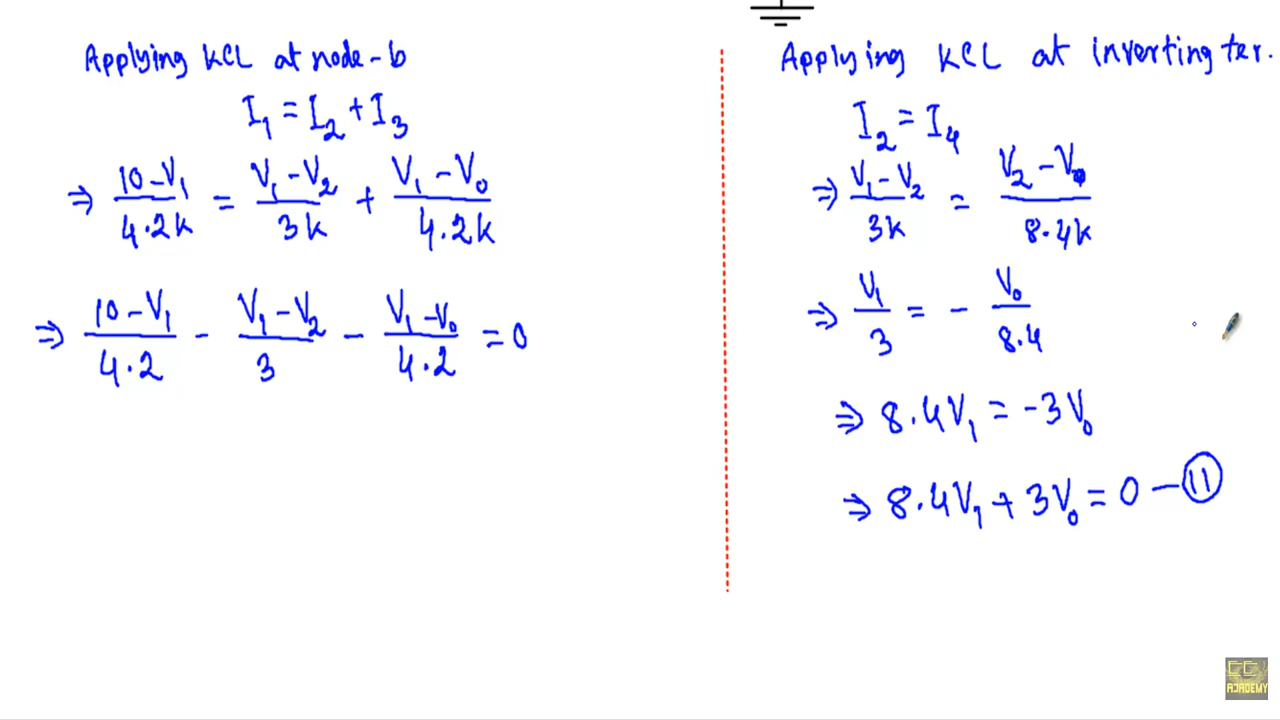 Applying KCL at node-b
I₁ = I₂ + I₃
⇒ (10 - V₁)/4.2k = (V₁ - V₂)/3k + (V₁ - V₀)/4.2k
⇒ (10 - V₁)/4.2 - (V₁ - V₂)/3 - (V₁ - V₀)/4.2 = 0
Applying KCL at inverting ter.
I₂ = I₄
⇒ (V₁ - V₂)/3k = (V₂ - V₀)/8.4k
⇒ V₁/3 = - V₀/8.4
⇒ 8.4V₁ = -3V₀
⇒ 8.4V₁ + 3V₀ = 0 - (11)
EE
ACADEMY